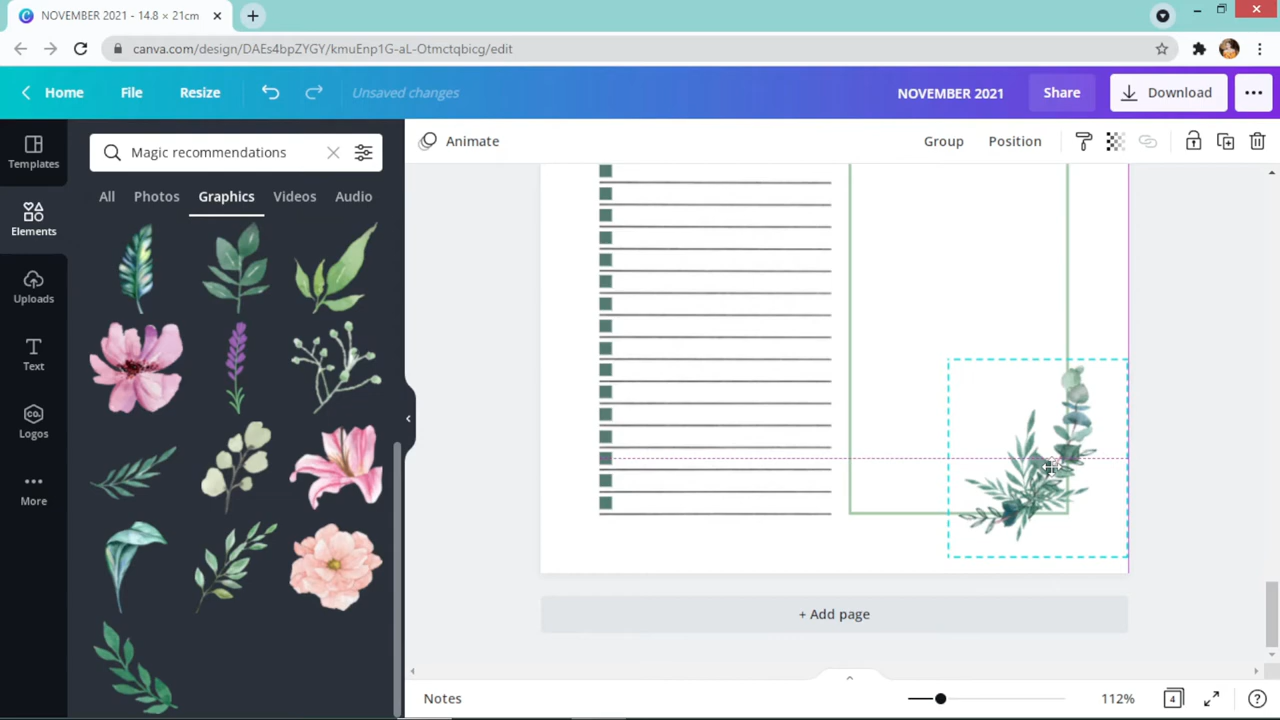 NOVEMBER 2021 - 14.8 × 21cm
canva.com/design/DAEs4bpZYGY/kmuEnp1G-aL-Otmctqbicg/edit
Home
File
Resize
Unsaved changes
NOVEMBER 2021
Share
Download
Templates
Magic recommendations
Animate
Group
Position
All
Photos
Graphics
Videos
Audio
Elements
Uploads
Text
CO.
Logos
More
+ Add page
Notes
112%
4
?